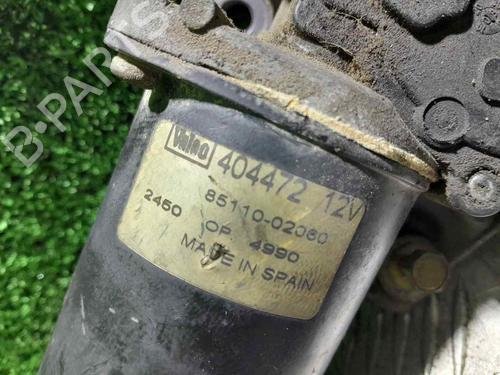 B-PARTS
Valeo
404472 12V
85110-02060
2450 OP 4990
MADE IN SPAIN